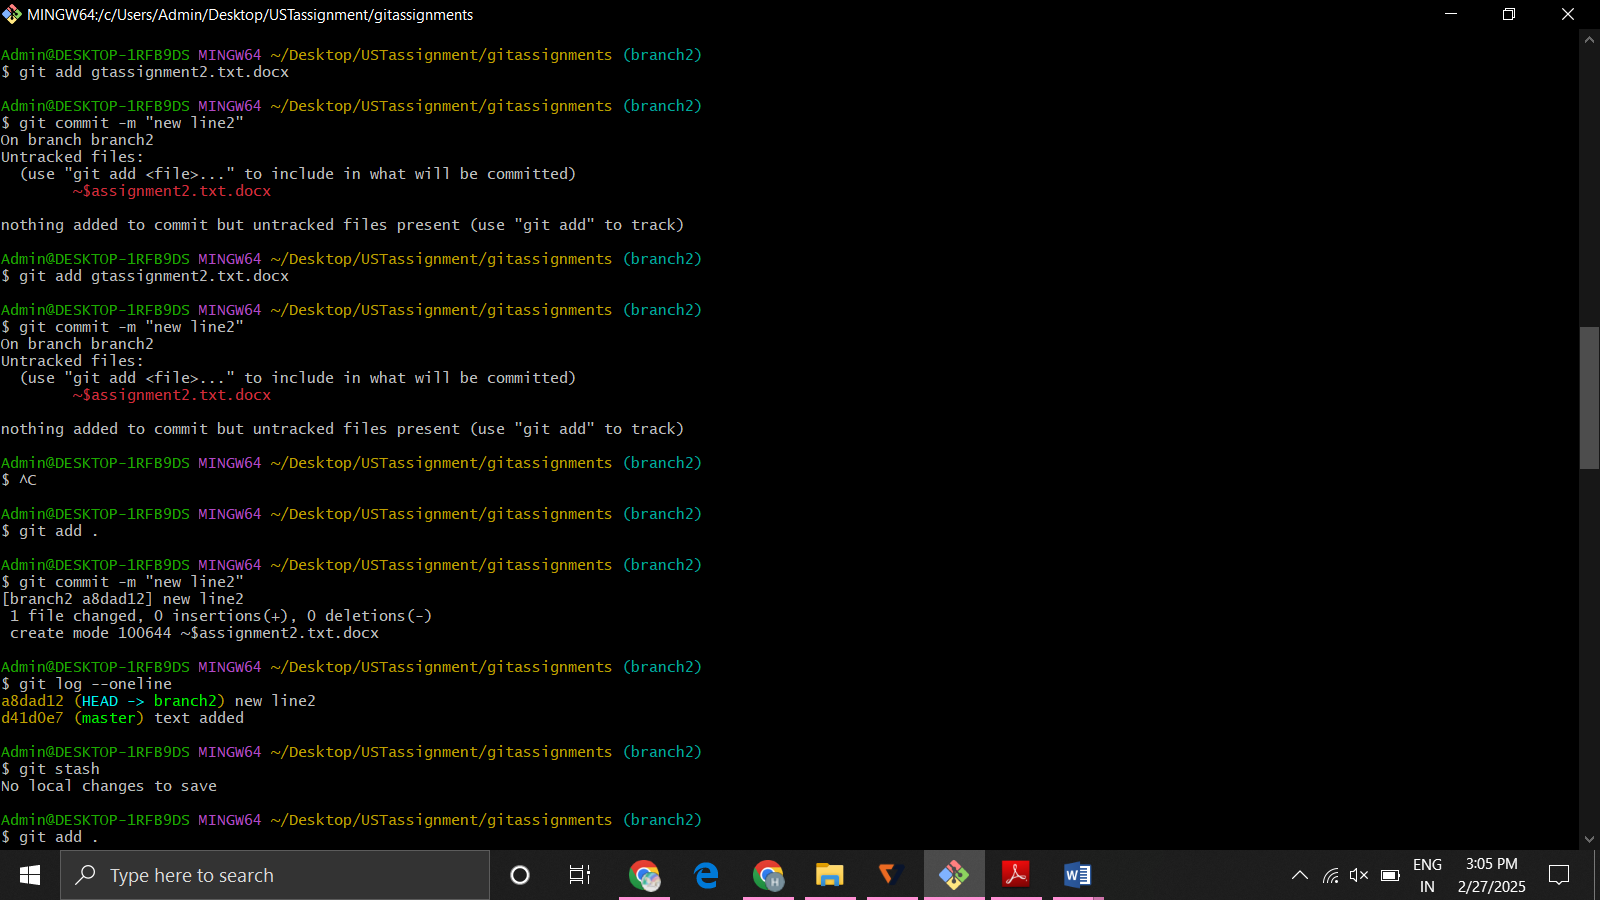 MINGW64:/c/Users/Admin/Desktop/USTassignment/gitassignments
Admin@DESKTOP-1RFB9DS MINGW64 ~/Desktop/USTassignment/gitassignments (branch2)
$ git add gtassignment2.txt.docx
Admin@DESKTOP-1RFB9DS MINGW64 ~/Desktop/USTassignment/gitassignments (branch2)
$ git commit -m "new line2"
On branch branch2
Untracked files:
  (use "git add <file>..." to include in what will be committed)
        ~$assignment2.txt.docx
nothing added to commit but untracked files present (use "git add" to track)
Admin@DESKTOP-1RFB9DS MINGW64 ~/Desktop/USTassignment/gitassignments (branch2)
$ git add gtassignment2.txt.docx
Admin@DESKTOP-1RFB9DS MINGW64 ~/Desktop/USTassignment/gitassignments (branch2)
$ git commit -m "new line2"
On branch branch2
Untracked files:
  (use "git add <file>..." to include in what will be committed)
        ~$assignment2.txt.docx
nothing added to commit but untracked files present (use "git add" to track)
Admin@DESKTOP-1RFB9DS MINGW64 ~/Desktop/USTassignment/gitassignments (branch2)
$ ^C
Admin@DESKTOP-1RFB9DS MINGW64 ~/Desktop/USTassignment/gitassignments (branch2)
$ git add .
Admin@DESKTOP-1RFB9DS MINGW64 ~/Desktop/USTassignment/gitassignments (branch2)
$ git commit -m "new line2"
[branch2 a8dad12] new line2
 1 file changed, 0 insertions(+), 0 deletions(-)
 create mode 100644 ~$assignment2.txt.docx
Admin@DESKTOP-1RFB9DS MINGW64 ~/Desktop/USTassignment/gitassignments (branch2)
$ git log --oneline
a8dad12 (HEAD -> branch2) new line2
d41d0e7 (master) text added
Admin@DESKTOP-1RFB9DS MINGW64 ~/Desktop/USTassignment/gitassignments (branch2)
$ git stash
No local changes to save
Admin@DESKTOP-1RFB9DS MINGW64 ~/Desktop/USTassignment/gitassignments (branch2)
$ git add .
Type here to search
ENG
IN
3:05 PM
2/27/2025